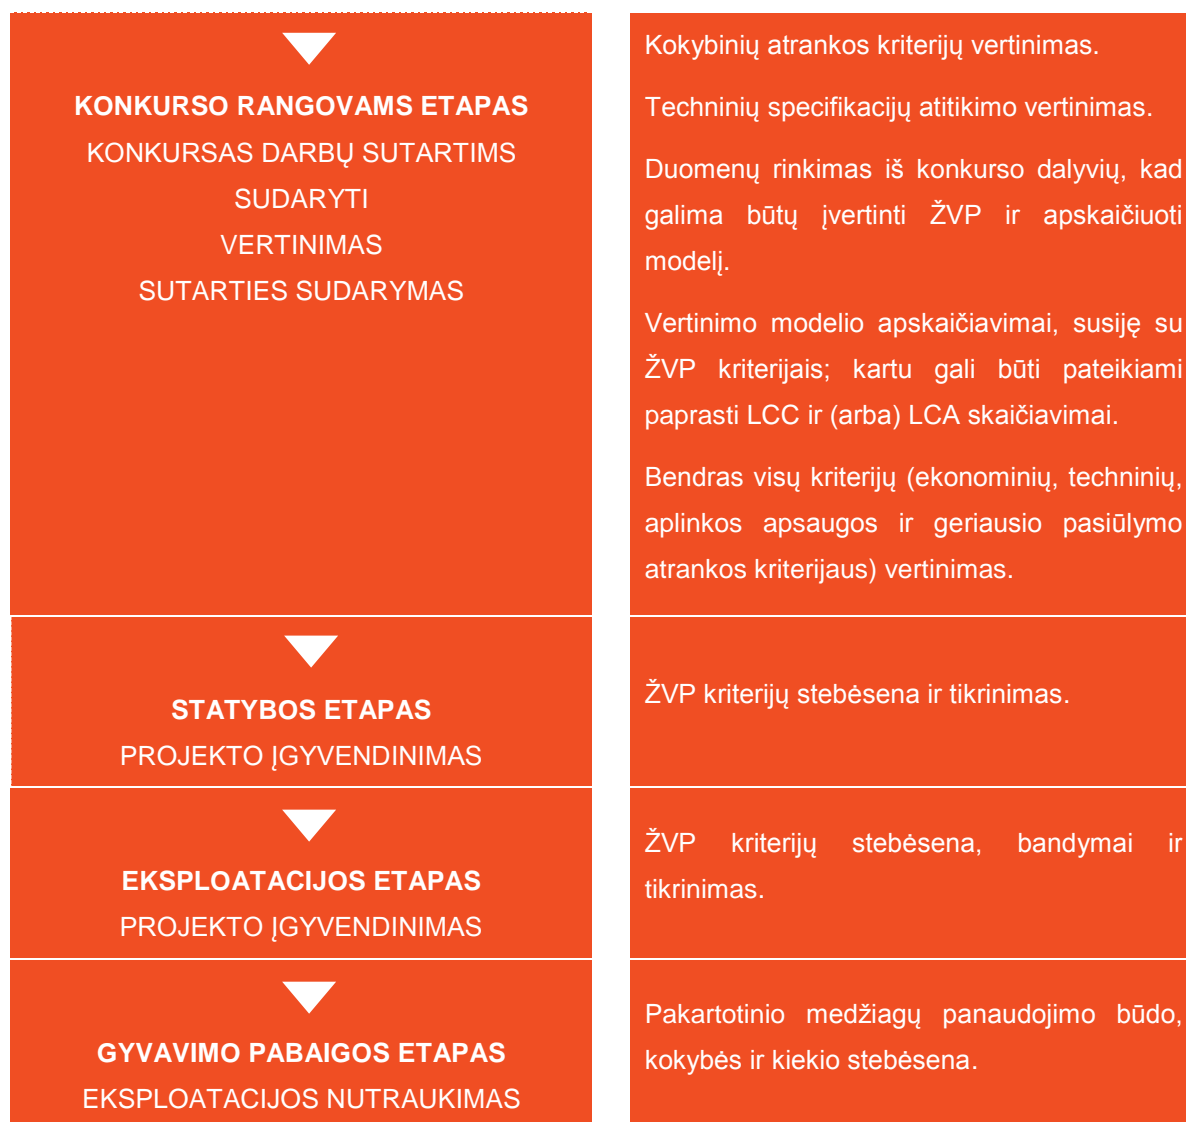 KONKURSO RANGOVAMS ETAPAS
KONKURSAS DARBŲ SUTARTIMS
SUDARYTI
VERTINIMAS
SUTARTIES SUDARYMAS
Kokybinių atrankos kriterijų vertinimas.
Techninių specifikacijų atitikimo vertinimas.
Duomenų rinkimas iš konkurso dalyvių, kad
galima būtų įvertinti ŽVP ir apskaičiuoti
modelį.
Vertinimo modelio apskaičiavimai, susiję su
ŽVP kriterijais; kartu gali būti pateikiami
paprasti LCC ir (arba) LCA skaičiavimai.
Bendras visų kriterijų (ekonominių, techninių,
aplinkos apsaugos ir geriausio pasiūlymo
atrankos kriterijaus) vertinimas.
STATYBOS ETAPAS
PROJEKTO ĮGYVENDINIMAS
ŽVP kriterijų stebėsena ir tikrinimas.
EKSPLOATACIJOS ETAPAS
PROJEKTO ĮGYVENDINIMAS
ŽVP kriterijų stebėsena, bandymai ir
tikrinimas.
GYVAVIMO PABAIGOS ETAPAS
EKSPLOATACIJOS NUTRAUKIMAS
Pakartotinio medžiagų panaudojimo būdo,
kokybės ir kiekio stebėsena.